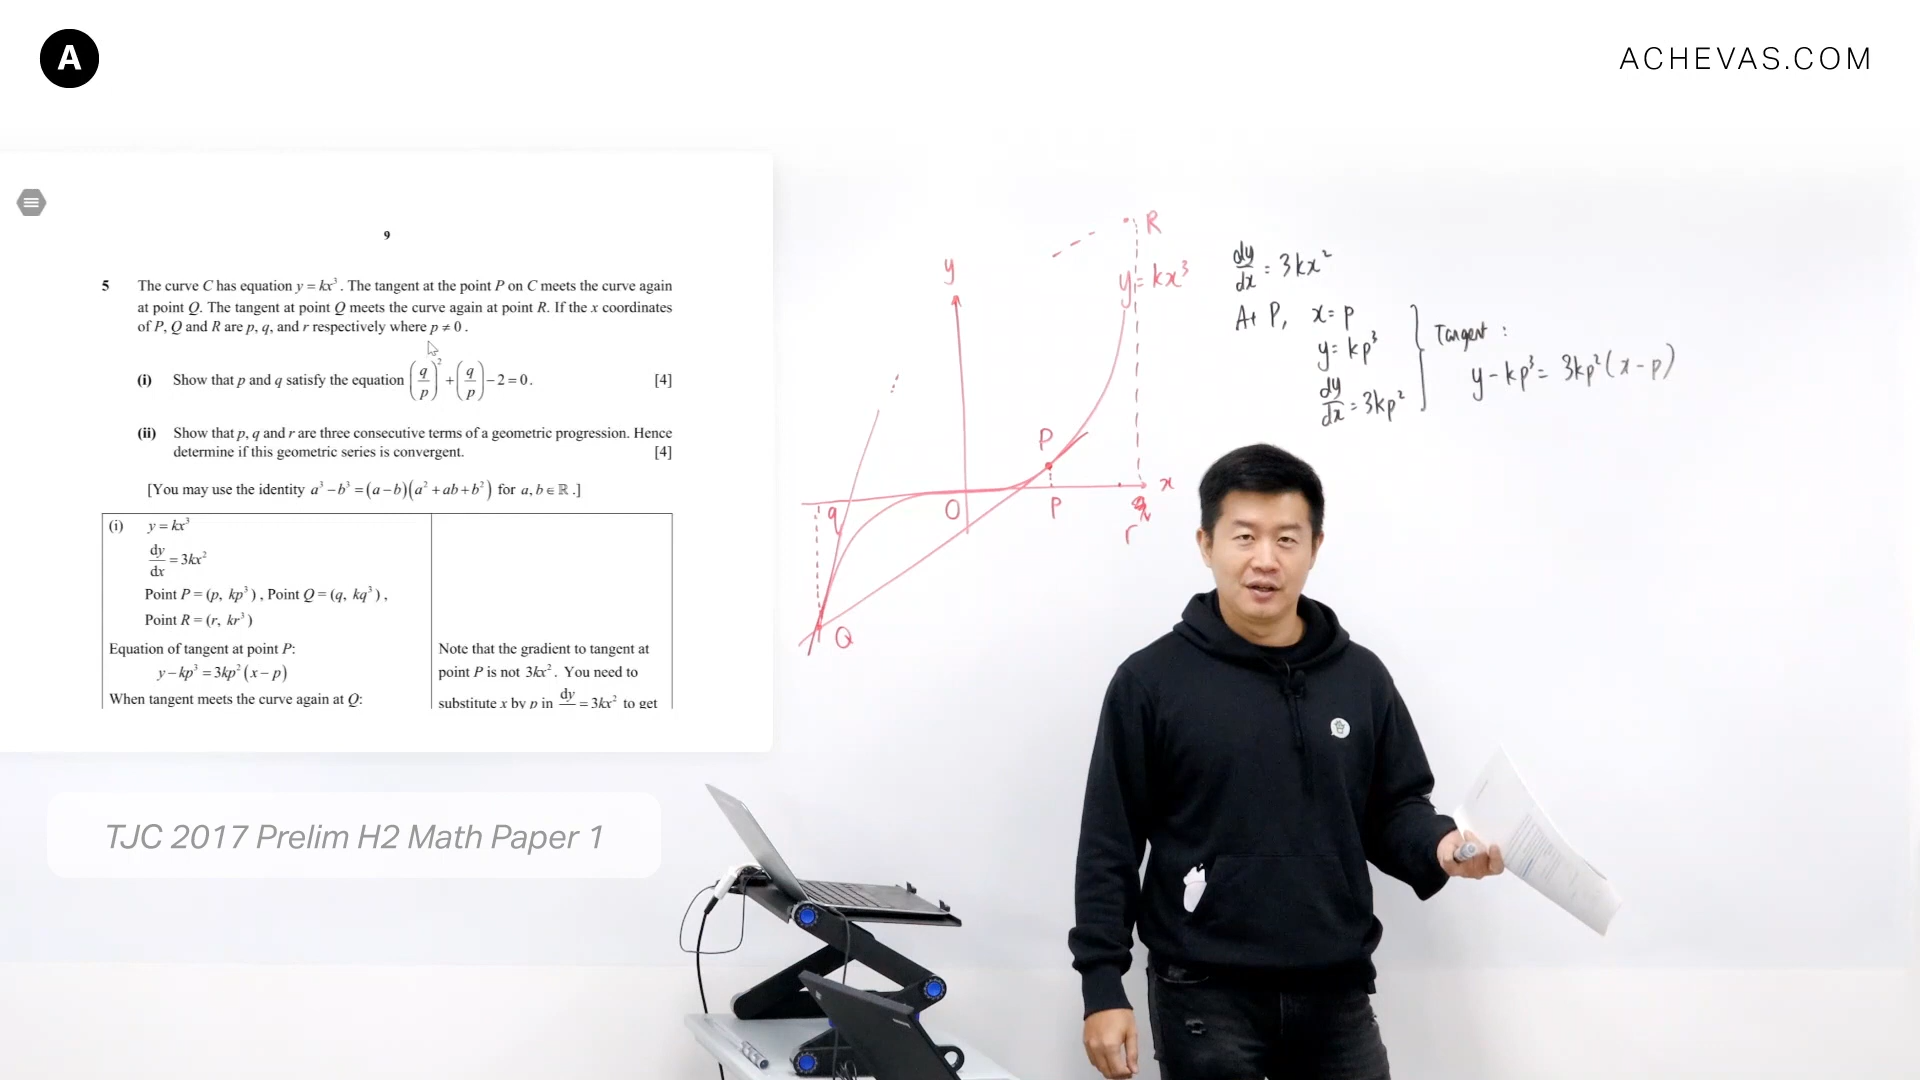 A
ACHEVAS.COM
9
5 The curve C has equation y = kx³. The tangent at the point P on C meets the curve again
at point Q. The tangent at point Q meets the curve again at point R. If the x coordinates
of P, Q and R are p, q, and r respectively where p ≠ 0.
(i) Show that p and q satisfy the equation (q/p)² + (q/p) − 2 = 0. [4]
(ii) Show that p, q and r are three consecutive terms of a geometric progression. Hence
determine if this geometric series is convergent. [4]
[You may use the identity a³ − b³ = (a − b)(a² + ab + b²) for a, b ∈ ℝ.]
(i) y = kx³
dy/dx = 3kx²
Point P = (p, kp³), Point Q = (q, kq³),
Point R = (r, kr³)
Equation of tangent at point P:
y − kp³ = 3kp²(x − p)
When tangent meets the curve again at Q:
Note that the gradient to tangent at
point P is not 3kx². You need to
substitute x by p in dy/dx = 3kx² to get
TJC 2017 Prelim H2 Math Paper 1
R
y
y = kx³
P
x
q
O
p
r
Q
dy/dx = 3kx²
At P, x = p
y = kp³
dy/dx = 3kp²
Tangent :
y − kp³ = 3kp²(x − p)